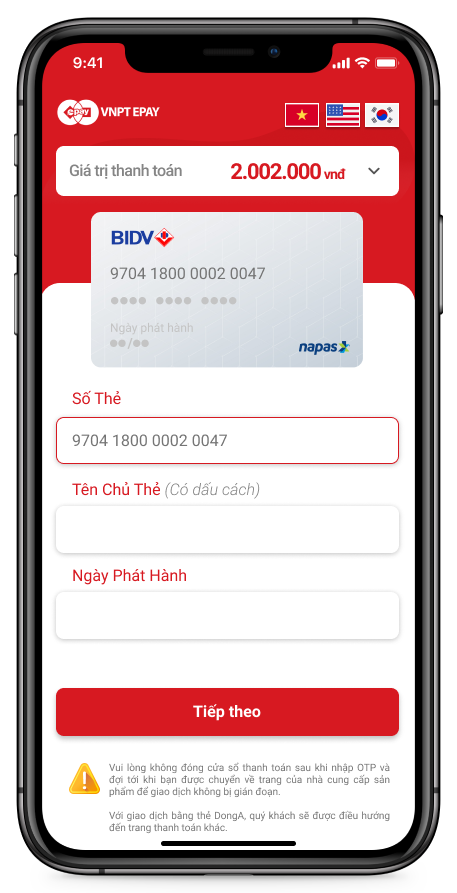 9:41
epay VNPT EPAY
Giá trị thanh toán 2.002.000 vnđ
BIDV
9704 1800 0002 0047
Ngày phát hành
••/••
napas
Số Thẻ
9704 1800 0002 0047
Tên Chủ Thẻ (Có dấu cách)
Ngày Phát Hành
Tiếp theo
Vui lòng không đóng cửa sổ thanh toán sau khi nhập OTP và
đợi tới khi bạn được chuyển về trang của nhà cung cấp sản
phẩm để giao dịch không bị gián đoạn.
Với giao dịch bằng thẻ DongA, quý khách sẽ được điều hướng
đến trang thanh toán khác.